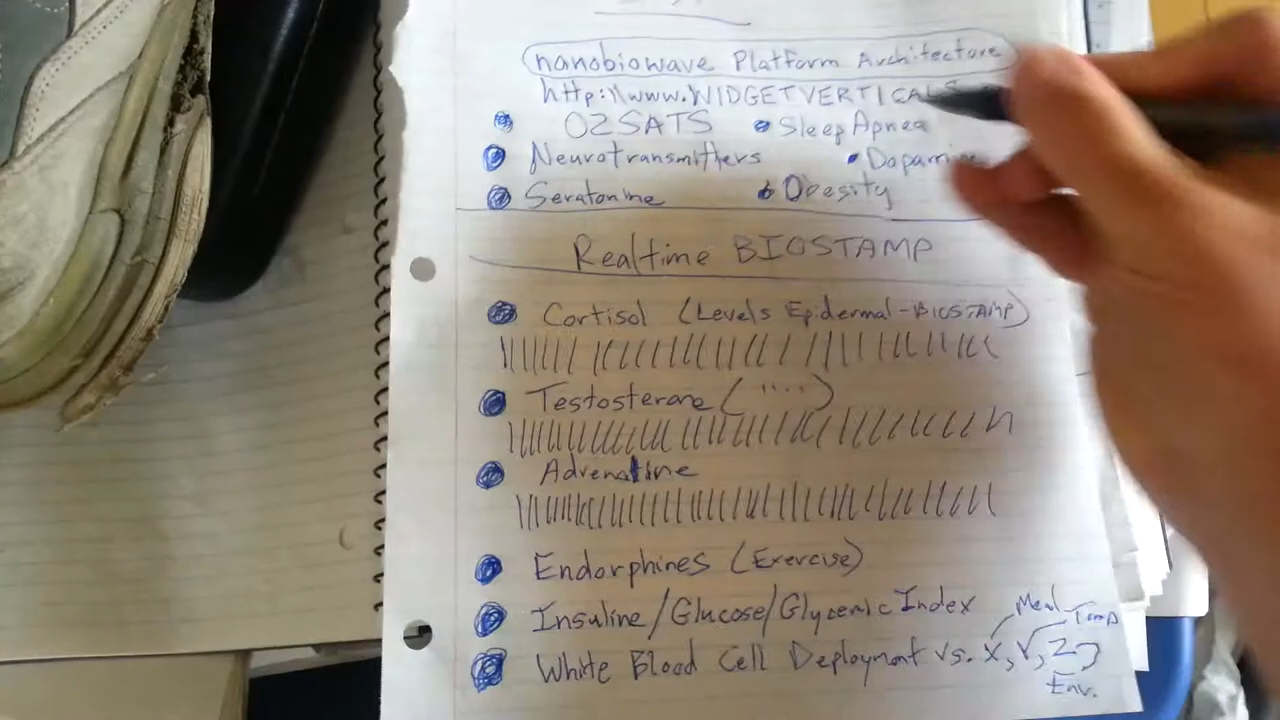 nanobiowave Platform Architecture
http://www.WIDGETVERTICALS
O2SATS • Sleep Apnea
Neurotransmitters • Dopamine
Seratonine • Obesity
Realtime BIOSTAMP
Cortisol (Levels Epidermal-BIOSTAMP)
Testosterone ( " . . )
Adrenaline
Endorphines (Exercise)
Insuline/Glucose/Glycemic Index
Meal
Temp
White Blood Cell Deployment vs. X, Y, Z
Env.